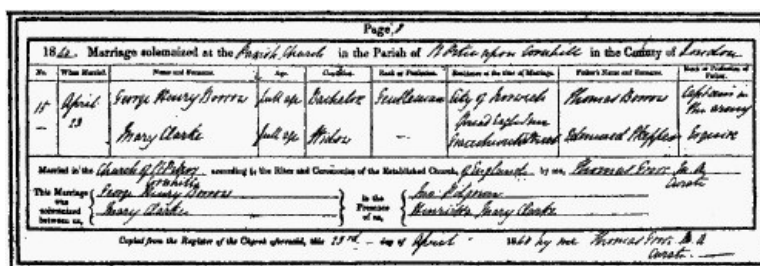 Page
18 Marriage solemnized at the Parish Church in the Parish of St Peter upon Cornhill in the County of London
No. When Married. Name and Surname. Age. Condition. Rank or Profession. Residence at the time of Marriage. Father's Name and Surname. Rank or Profession of Father.
15 April 23 George Henry Borrow full age Bachelor Gentleman City of Norwich Thomas Borrow Captain in the army
Mary Clarke full age Widow — Gracechurch Street Edmund Skepper Esquire
Married in the Church of St Peter Cornhill according to the Rites and Ceremonies of the Established Church, of England by me, Thomas M. A. Curate
This Marriage was solemnized between us, George Henry Borrow Mary Clarke In the Presence of us, Henrietta Mary Clarke
Copied from the Register of the Church aforesaid, this 23rd day of April 1840 by me Thomas M. A. Curate